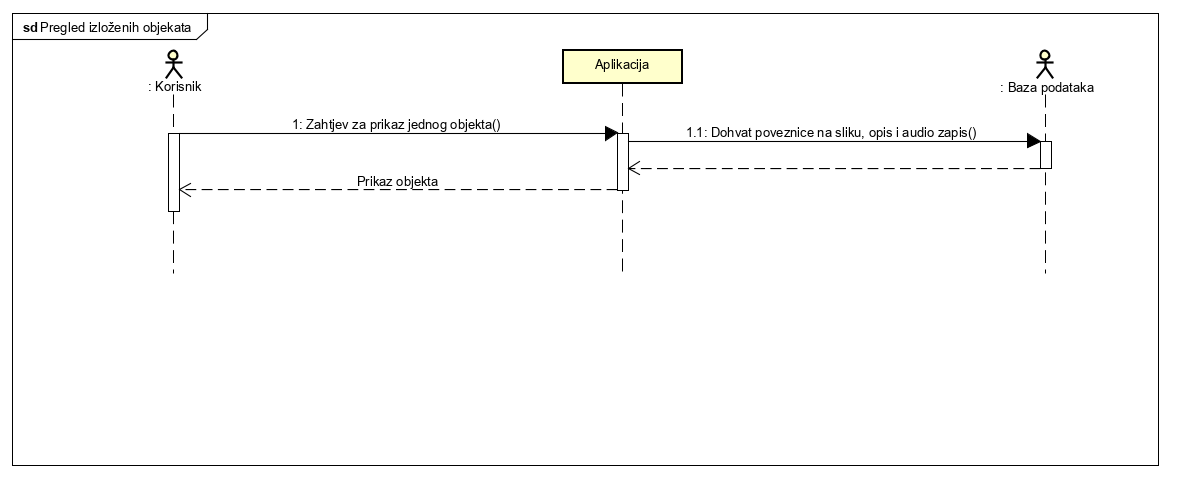 sd Pregled izloženih objekata
: Korisnik
Aplikacija
: Baza podataka
1: Zahtjev za prikaz jednog objekta()
1.1: Dohvat poveznice na sliku, opis i audio zapis()
Prikaz objekta